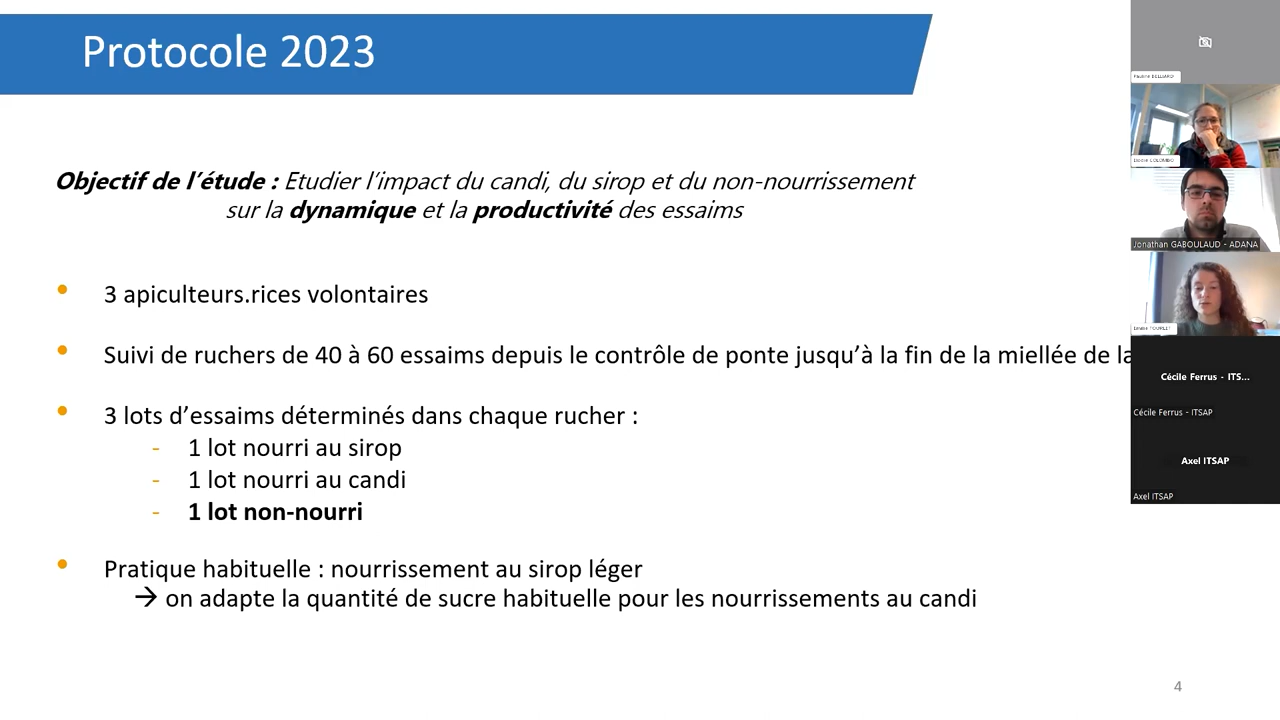 Protocole 2023
Objectif de l’étude : Etudier l’impact du candi, du sirop et du non-nourrissement
sur la dynamique et la productivité des essaims
3 apiculteurs.rices volontaires
Suivi de ruchers de 40 à 60 essaims depuis le contrôle de ponte jusqu’à la fin de la miellée de la
3 lots d’essaims déterminés dans chaque rucher :
- 1 lot nourri au sirop
- 1 lot nourri au candi
- 1 lot non-nourri
Pratique habituelle : nourrissement au sirop léger
→ on adapte la quantité de sucre habituelle pour les nourrissements au candi
4
Jonathan GABOULAUD - ADANA
Cécile Ferrus - ITS...
Cécile Ferrus - ITSAP
Axel ITSAP
Axel ITSAP